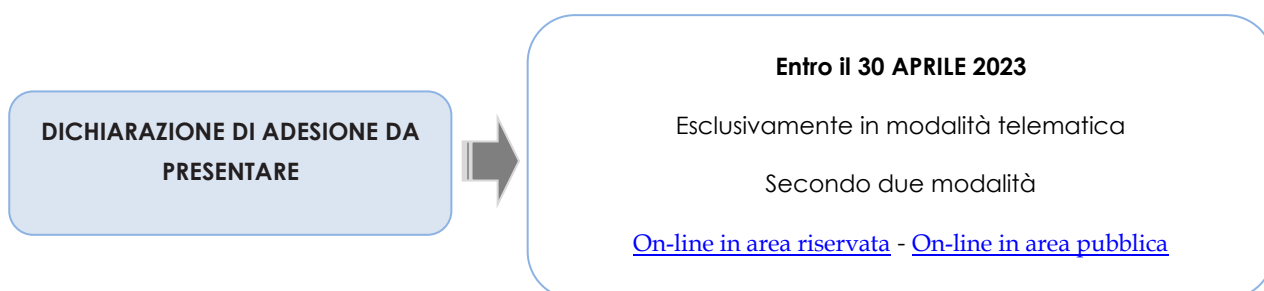 DICHIARAZIONE DI ADESIONE DA
PRESENTARE
Entro il 30 APRILE 2023
Esclusivamente in modalità telematica
Secondo due modalità
On-line in area riservata - On-line in area pubblica